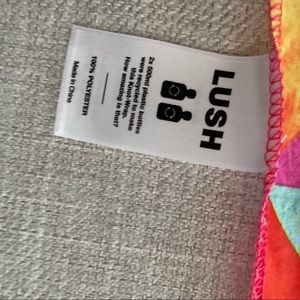 LUSH
2x 500ml plastic bottles
were recycled to make
this Knot-Wrap.
How amazing is that?
100% POLYESTER
Made in China